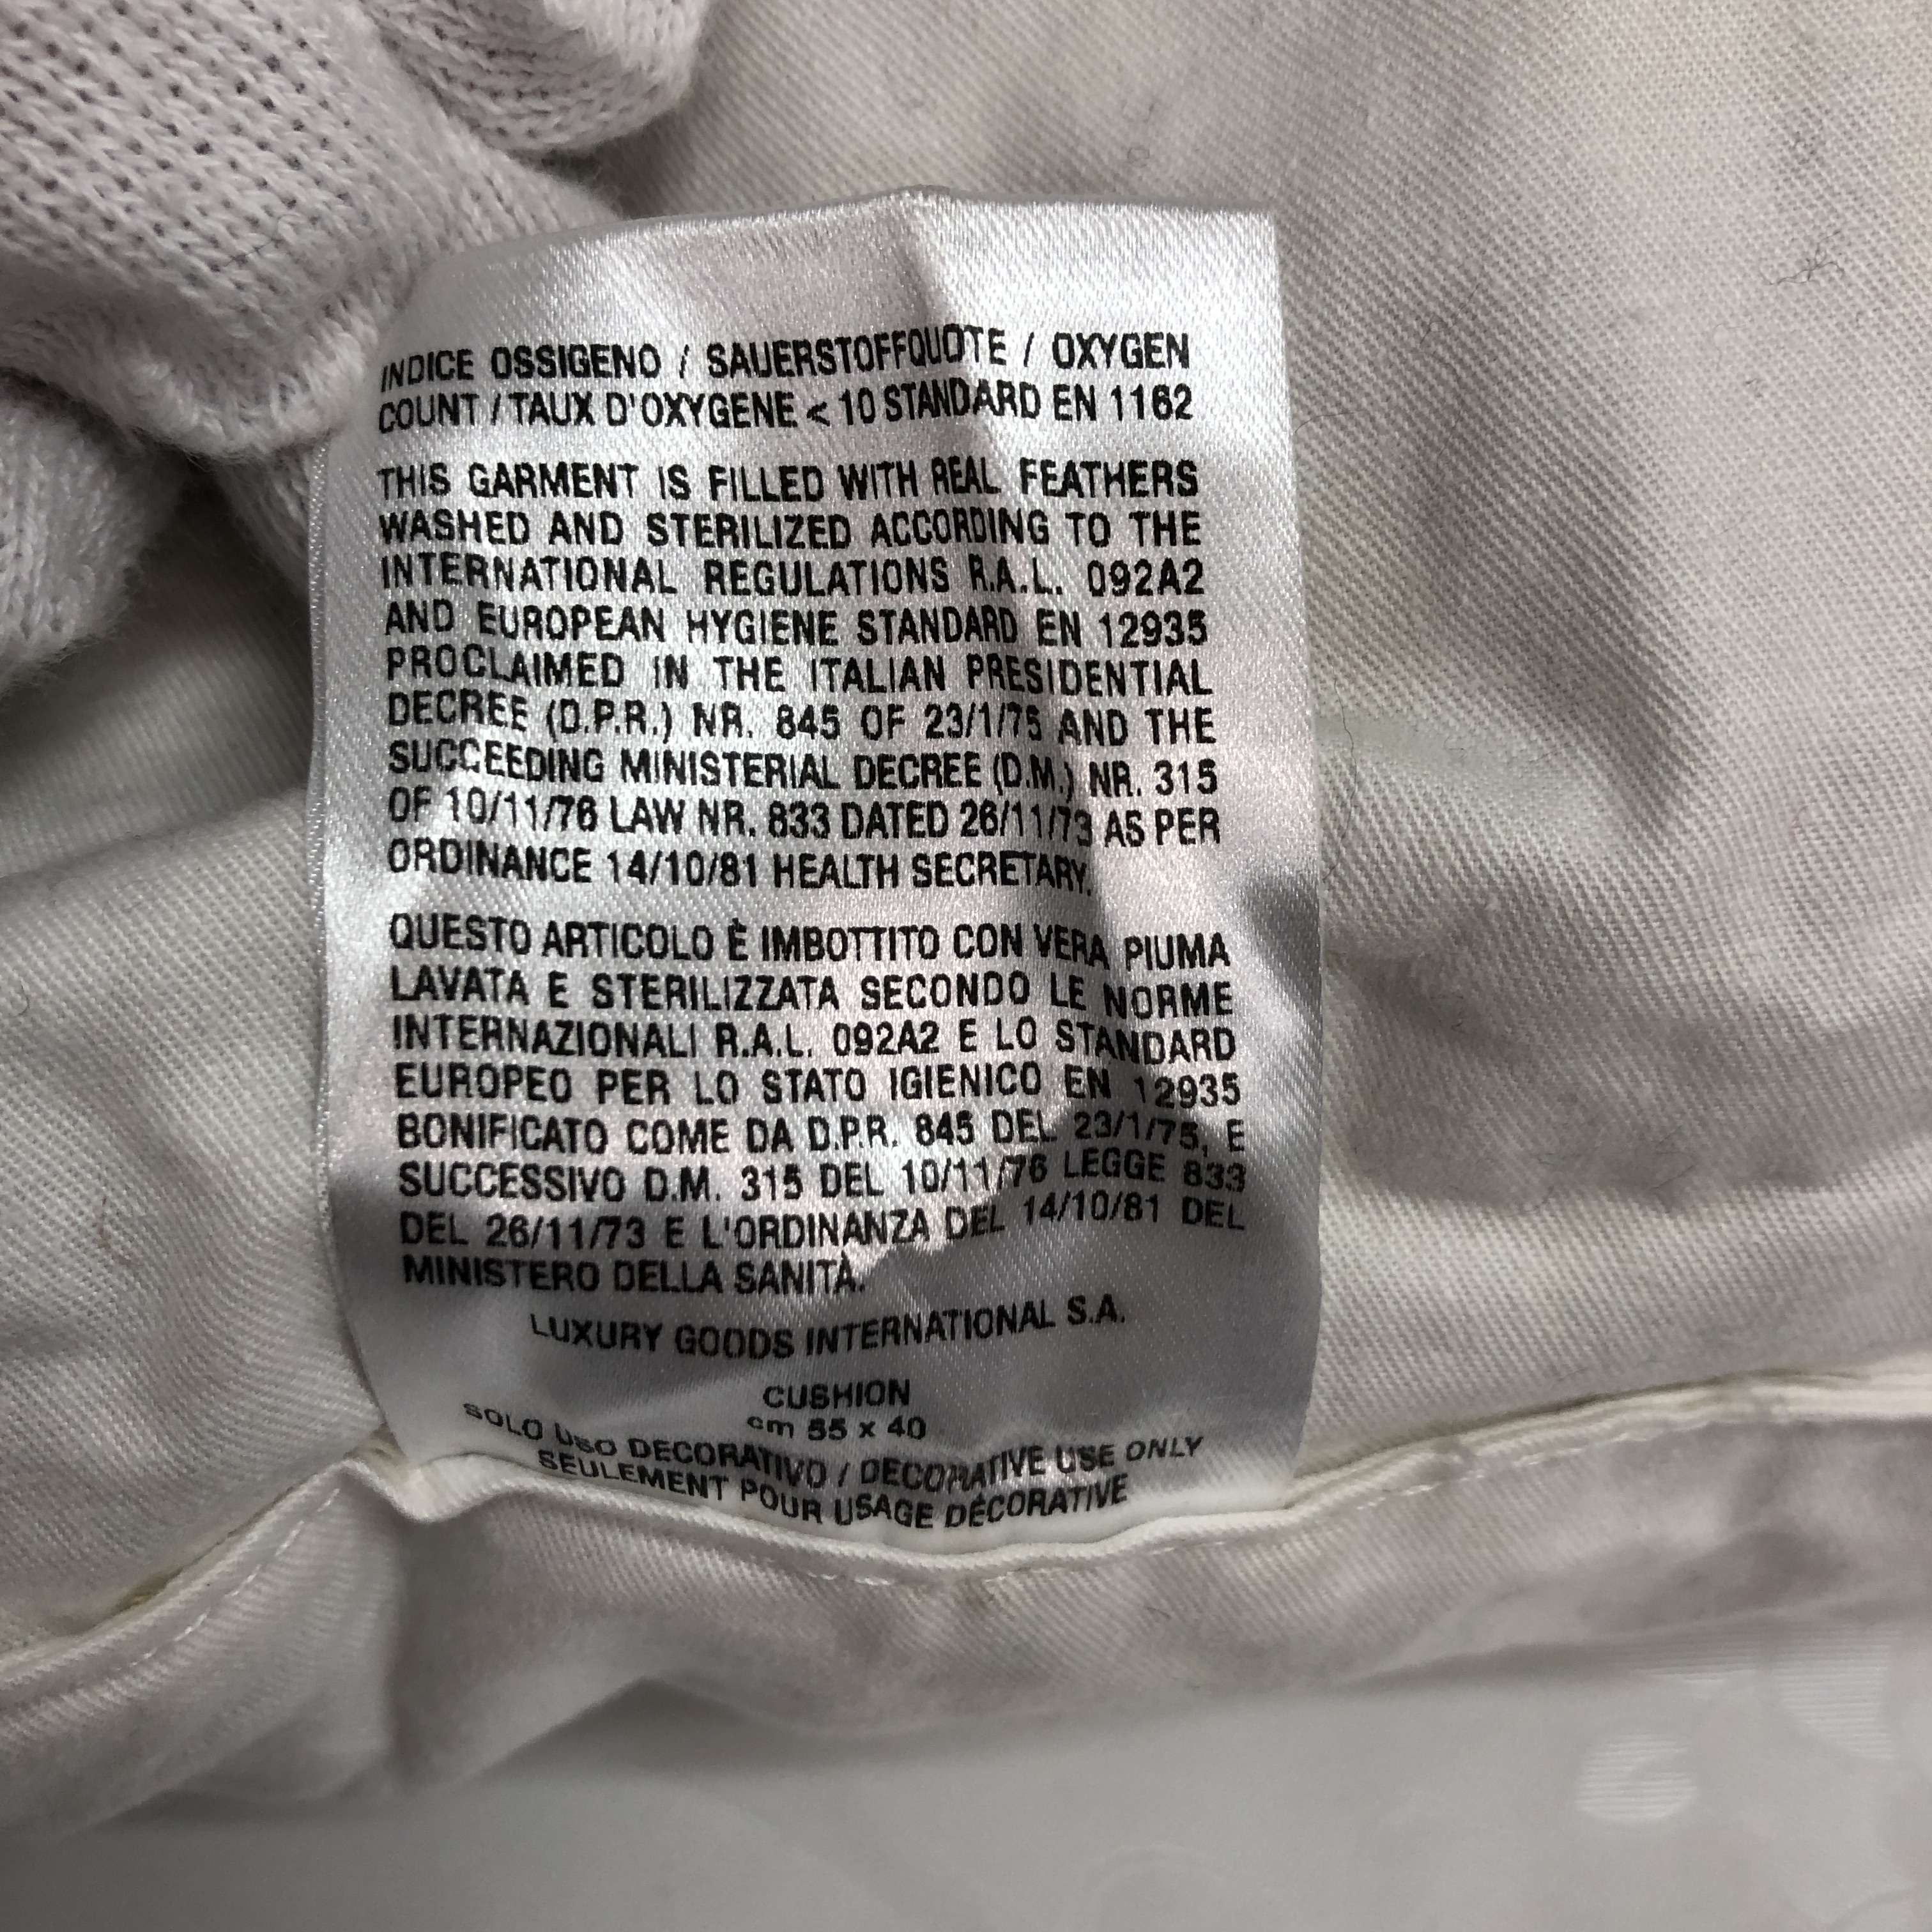 INDICE OSSIGENO / SAUERSTOFFQUOTE / OXYGEN
COUNT / TAUX D'OXYGENE < 10 STANDARD EN 1162
THIS GARMENT IS FILLED WITH REAL FEATHERS
WASHED AND STERILIZED ACCORDING TO THE
INTERNATIONAL REGULATIONS R.A.L. 092A2
AND EUROPEAN HYGIENE STANDARD EN 12935
PROCLAIMED IN THE ITALIAN PRESIDENTIAL
DECREE (D.P.R.) NR. 845 OF 23/1/75 AND THE
SUCCEEDING MINISTERIAL DECREE (D.M.) NR. 315
OF 10/11/76 LAW NR. 833 DATED 26/11/73 AS PER
ORDINANCE 14/10/81 HEALTH SECRETARY.
QUESTO ARTICOLO È IMBOTTITO CON VERA PIUMA
LAVATA E STERILIZZATA SECONDO LE NORME
INTERNAZIONALI R.A.L. 092A2 E LO STANDARD
EUROPEO PER LO STATO IGIENICO EN 12935
BONIFICATO COME DA D.P.R. 845 DEL 23/1/75, E
SUCCESSIVO D.M. 315 DEL 10/11/76 LEGGE 833
DEL 26/11/73 E L'ORDINANZA DEL 14/10/81 DEL
MINISTERO DELLA SANITÀ.
LUXURY GOODS INTERNATIONAL S.A.
CUSHION
cm 55 x 40
SOLO USO DECORATIVO / DECORATIVE USE ONLY
SEULEMENT POUR USAGE DÉCORATIVE